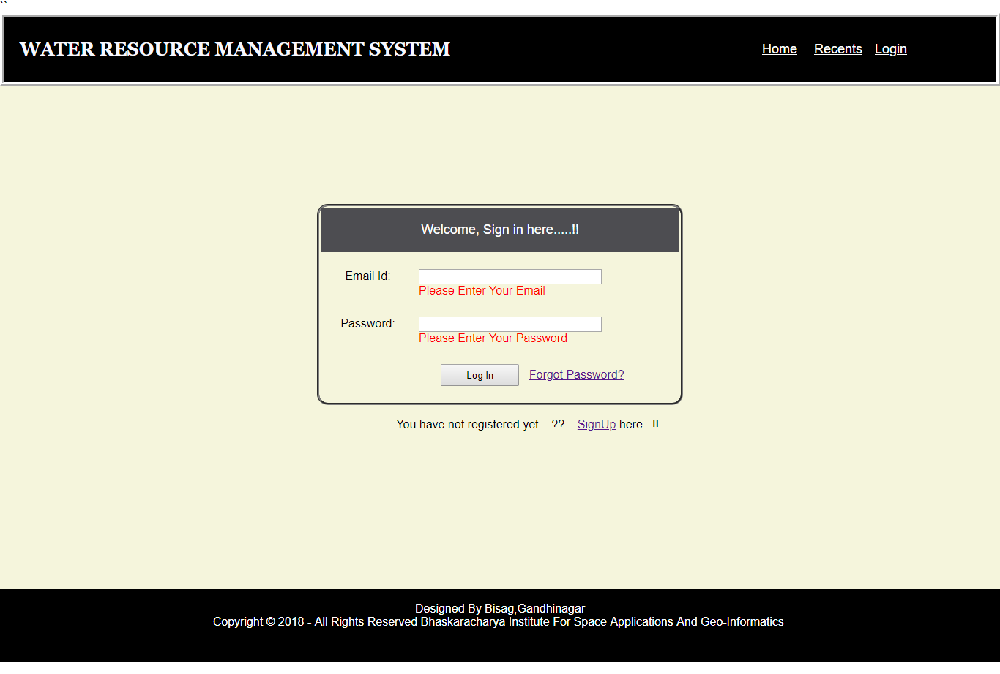 ``
WATER RESOURCE MANAGEMENT SYSTEM
Home Recents Login
Welcome, Sign in here.....!!
Email Id:
Please Enter Your Email
Password:
Please Enter Your Password
Log In Forgot Password?
You have not registered yet....?? SignUp here...!!
Designed By Bisag,Gandhinagar
Copyright © 2018 - All Rights Reserved Bhaskaracharya Institute For Space Applications And Geo-Informatics